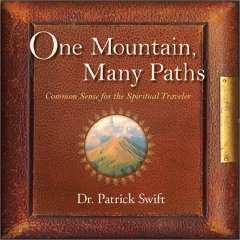 One Mountain,
Many Paths
Common Sense for the Spiritual Traveler
Dr. Patrick Swift